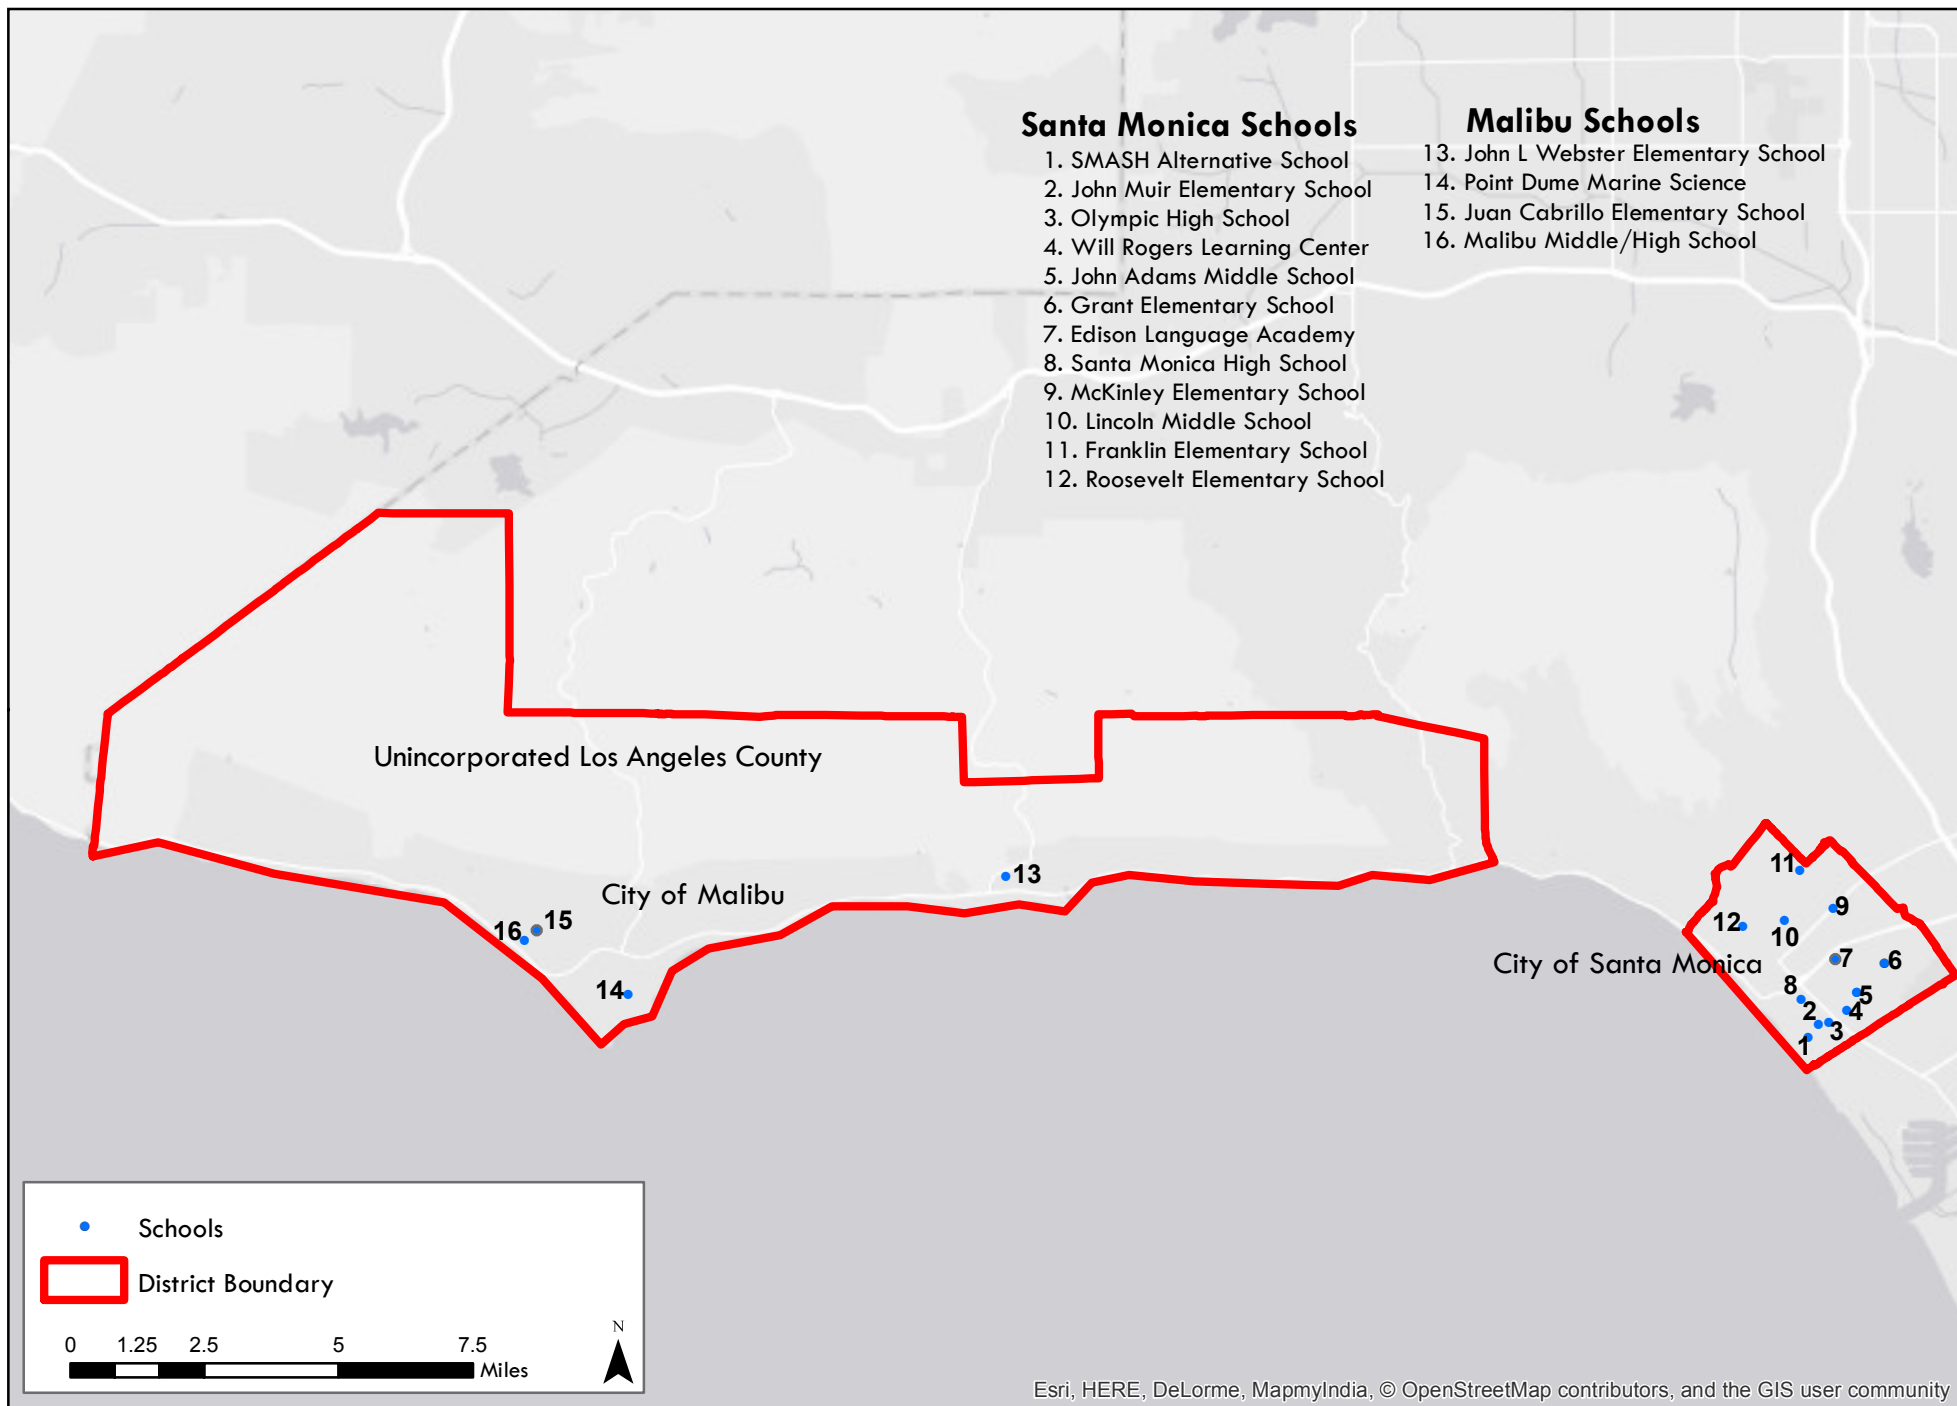 Santa Monica Schools
1. SMASH Alternative School
2. John Muir Elementary School
3. Olympic High School
4. Will Rogers Learning Center
5. John Adams Middle School
6. Grant Elementary School
7. Edison Language Academy
8. Santa Monica High School
9. McKinley Elementary School
10. Lincoln Middle School
11. Franklin Elementary School
12. Roosevelt Elementary School
Malibu Schools
13. John L Webster Elementary School
14. Point Dume Marine Science
15. Juan Cabrillo Elementary School
16. Malibu Middle/High School
Unincorporated Los Angeles County
City of Malibu
13
16
15
14
City of Santa Monica
11
9
12
10
7
6
8
5
2
4
3
1
Schools
District Boundary
0 1.25 2.5 5 7.5
Miles
N
Esri, HERE, DeLorme, MapmyIndia, © OpenStreetMap contributors, and the GIS user community